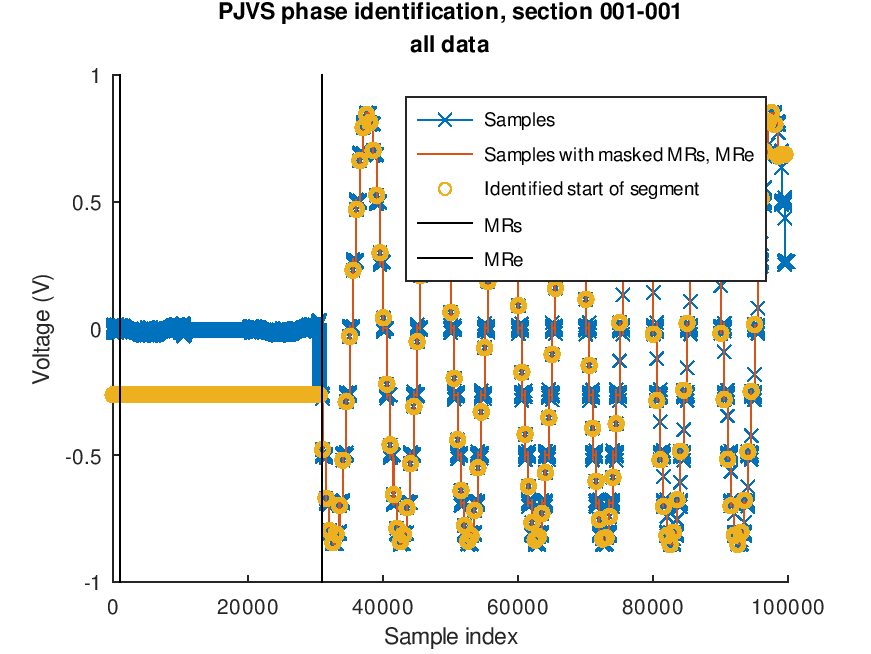 PJVS phase identification, section 001-001
all data
1
0.5
0
-0.5
-1
Voltage (V)
Samples
Samples with masked MRs, MRe
Identified start of segment
MRs
MRe
0
20000
40000
60000
80000
100000
Sample index